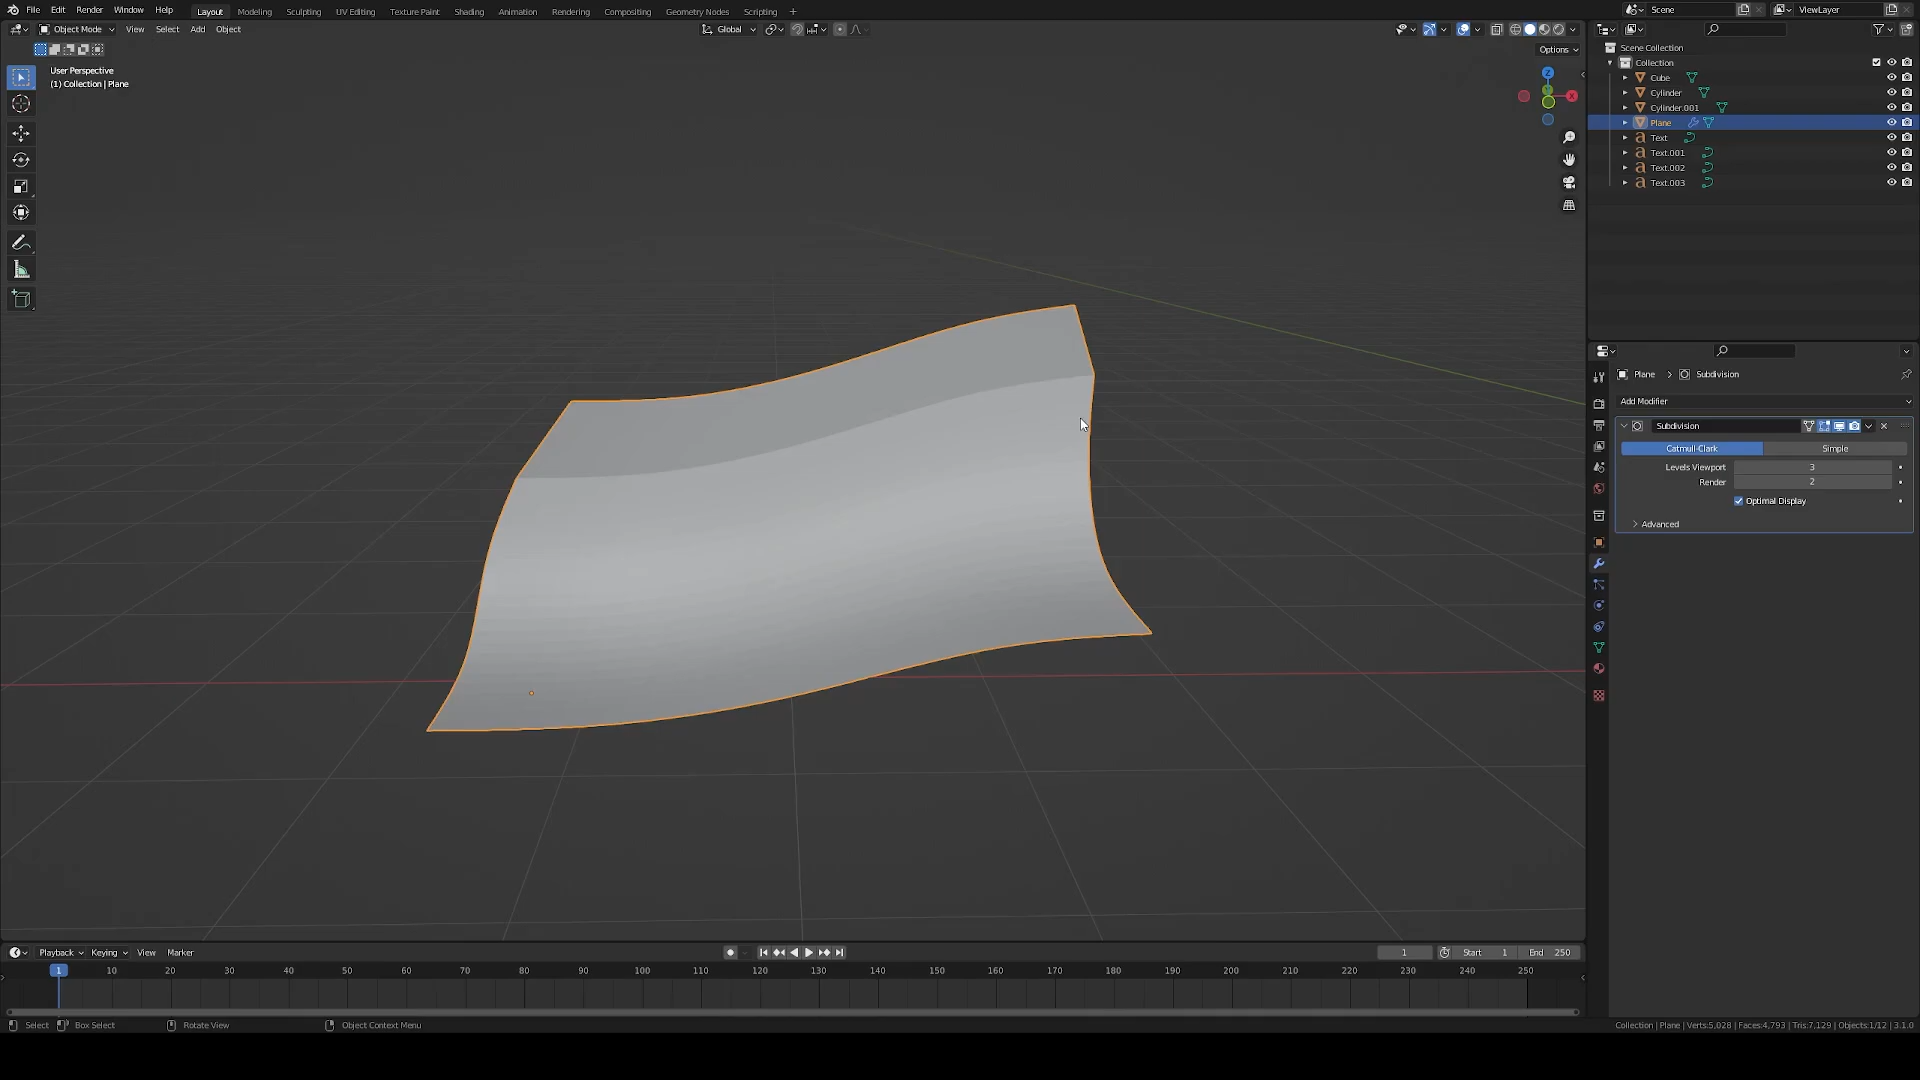 File Edit Render Window Help Layout Modeling Sculpting UV Editing Texture Paint Shading Animation Rendering Compositing Geometry Nodes Scripting + Scene ViewLayer
Object Mode View Select Add Object Global
Options
User Perspective
(1) Collection | Plane
Z
X
Scene Collection
Collection
Cube
Cylinder
Cylinder.001
Plane
Text
Text.001
Text.002
Text.003
Plane > Subdivision
Add Modifier
Subdivision
Catmull-Clark Simple
Levels Viewport 3
Render 2
Optimal Display
> Advanced
Playback Keying View Marker 1 Start 1 End 250
1 10 20 30 40 50 60 70 80 90 100 110 120 130 140 150 160 170 180 190 200 210 220 230 240 250
Select Box Select Rotate View Object Context Menu Collection | Plane | Verts:5,028 | Faces:4,793 | Tris:7,129 | Objects:1/12 | 3.1.0